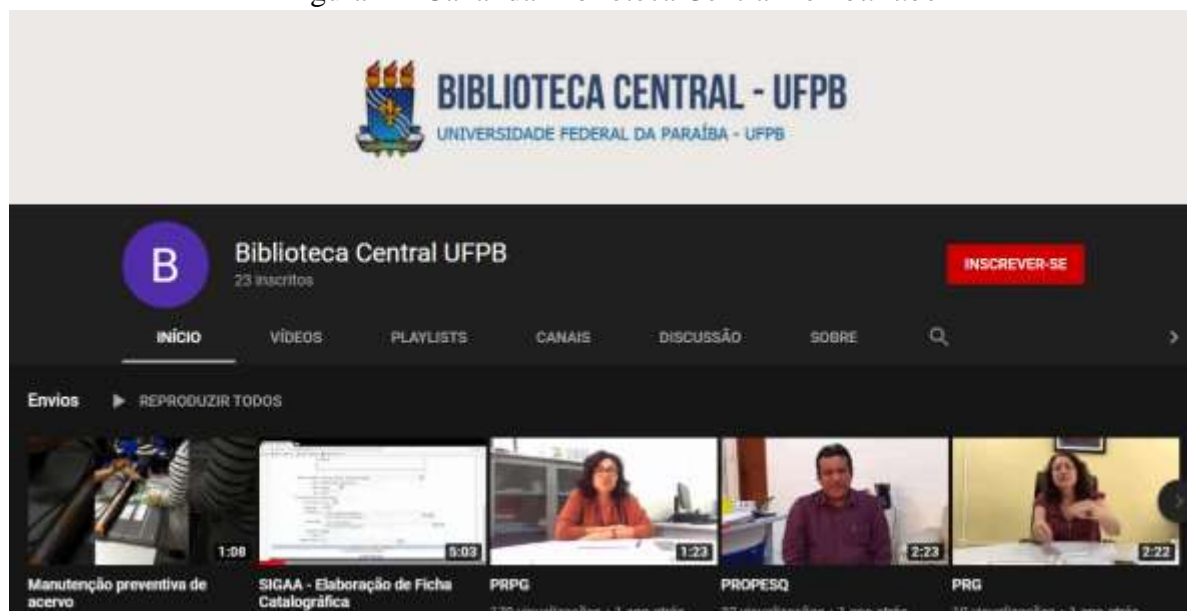 BIBLIOTECA CENTRAL - UFPB
UNIVERSIDADE FEDERAL DA PARAÍBA - UFPB
B
Biblioteca Central UFPB
23 inscritos
INSCREVER-SE
INÍCIO VÍDEOS PLAYLISTS CANAIS DISCUSSÃO SOBRE
Envios REPRODUZIR TODOS
1:08 5:03 1:23 2:23 2:22
Manutenção preventiva de SIGAA - Elaboração de Ficha PRPG PROPESQ PRG
acervo Catalográfica